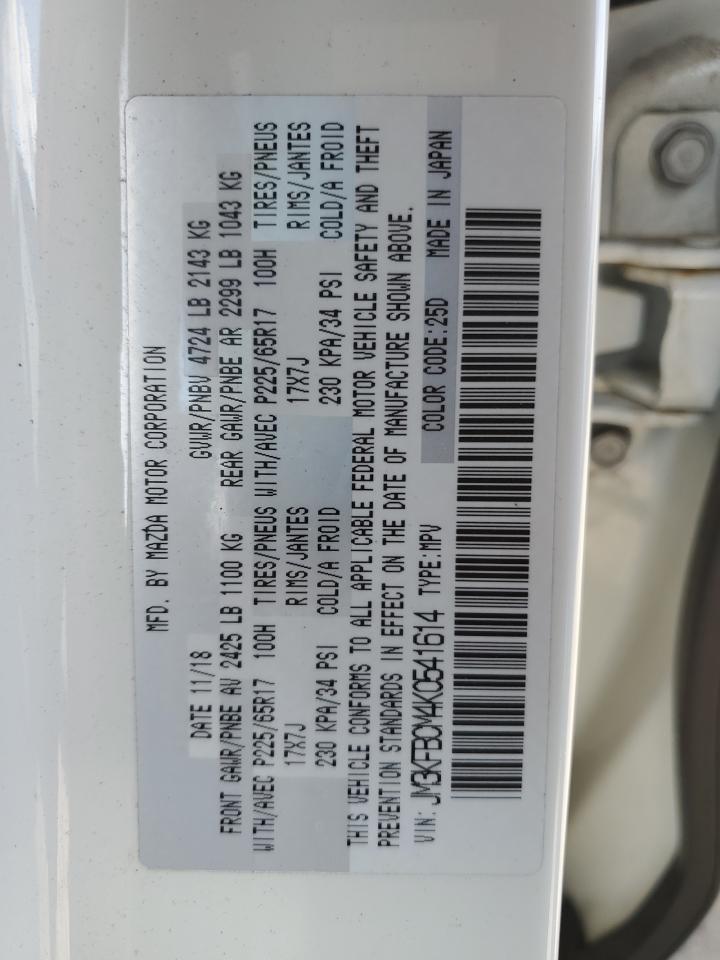 MFD. BY MAZDA MOTOR CORPORATION
DATE 11/18 GVWR/PNBV 4724 LB 2143 KG
FRONT GAWR/PNBE AV 2425 LB 1100 KG REAR GAWR/PNBE AR 2299 LB 1043 KG
WITH/AVEC P225/65R17 100H TIRES/PNEUS WITH/AVEC P225/65R17 100H TIRES/PNEUS
17X7J RIMS/JANTES 17X7J RIMS/JANTES
230 KPA/34 PSI COLD/A FROID 230 KPA/34 PSI COLD/A FROID
THIS VEHICLE CONFORMS TO ALL APPLICABLE FEDERAL MOTOR VEHICLE SAFETY AND THEFT
PREVENTION STANDARDS IN EFFECT ON THE DATE OF MANUFACTURE SHOWN ABOVE.
VIN: JM3KFBCM4K0541614 TYPE:MPV COLOR CODE:25D MADE IN JAPAN